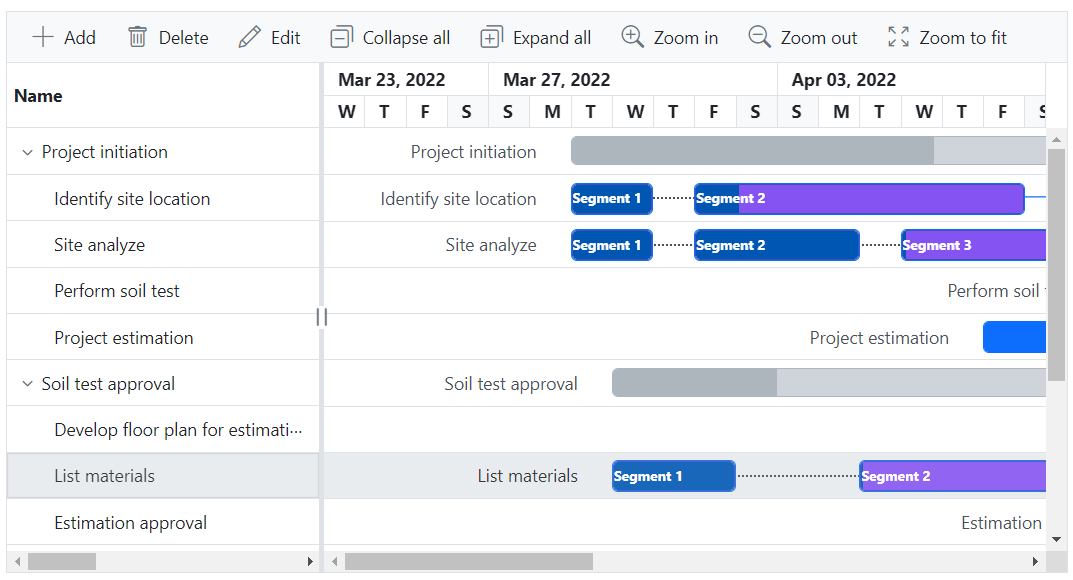 Add Delete Edit Collapse all Expand all Zoom in Zoom out Zoom to fit
Name
Mar 23, 2022 Mar 27, 2022 Apr 03, 2022
W T F S S M T W T F S S M T W T F S
Project initiation Project initiation
Identify site location Identify site location Segment 1 Segment 2
Site analyze Site analyze Segment 1 Segment 2 Segment 3
Perform soil test Perform soil
Project estimation Project estimation
Soil test approval Soil test approval
Develop floor plan for estimati...
List materials List materials Segment 1 Segment 2
Estimation approval Estimation